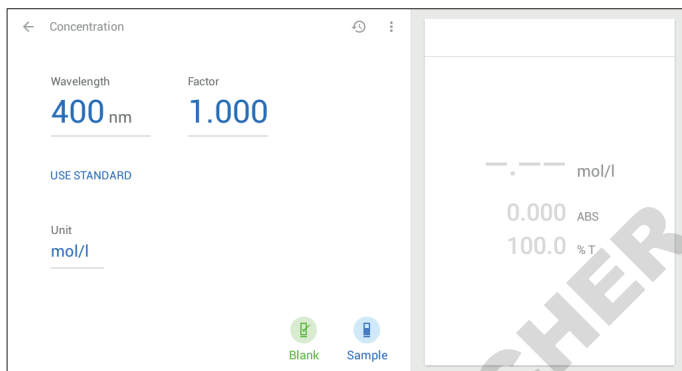 Concentration
Wavelength Factor
400 nm 1.000
USE STANDARD
Unit
mol/l
Blank Sample
–.–– mol/l
0.000 ABS
100.0 % T